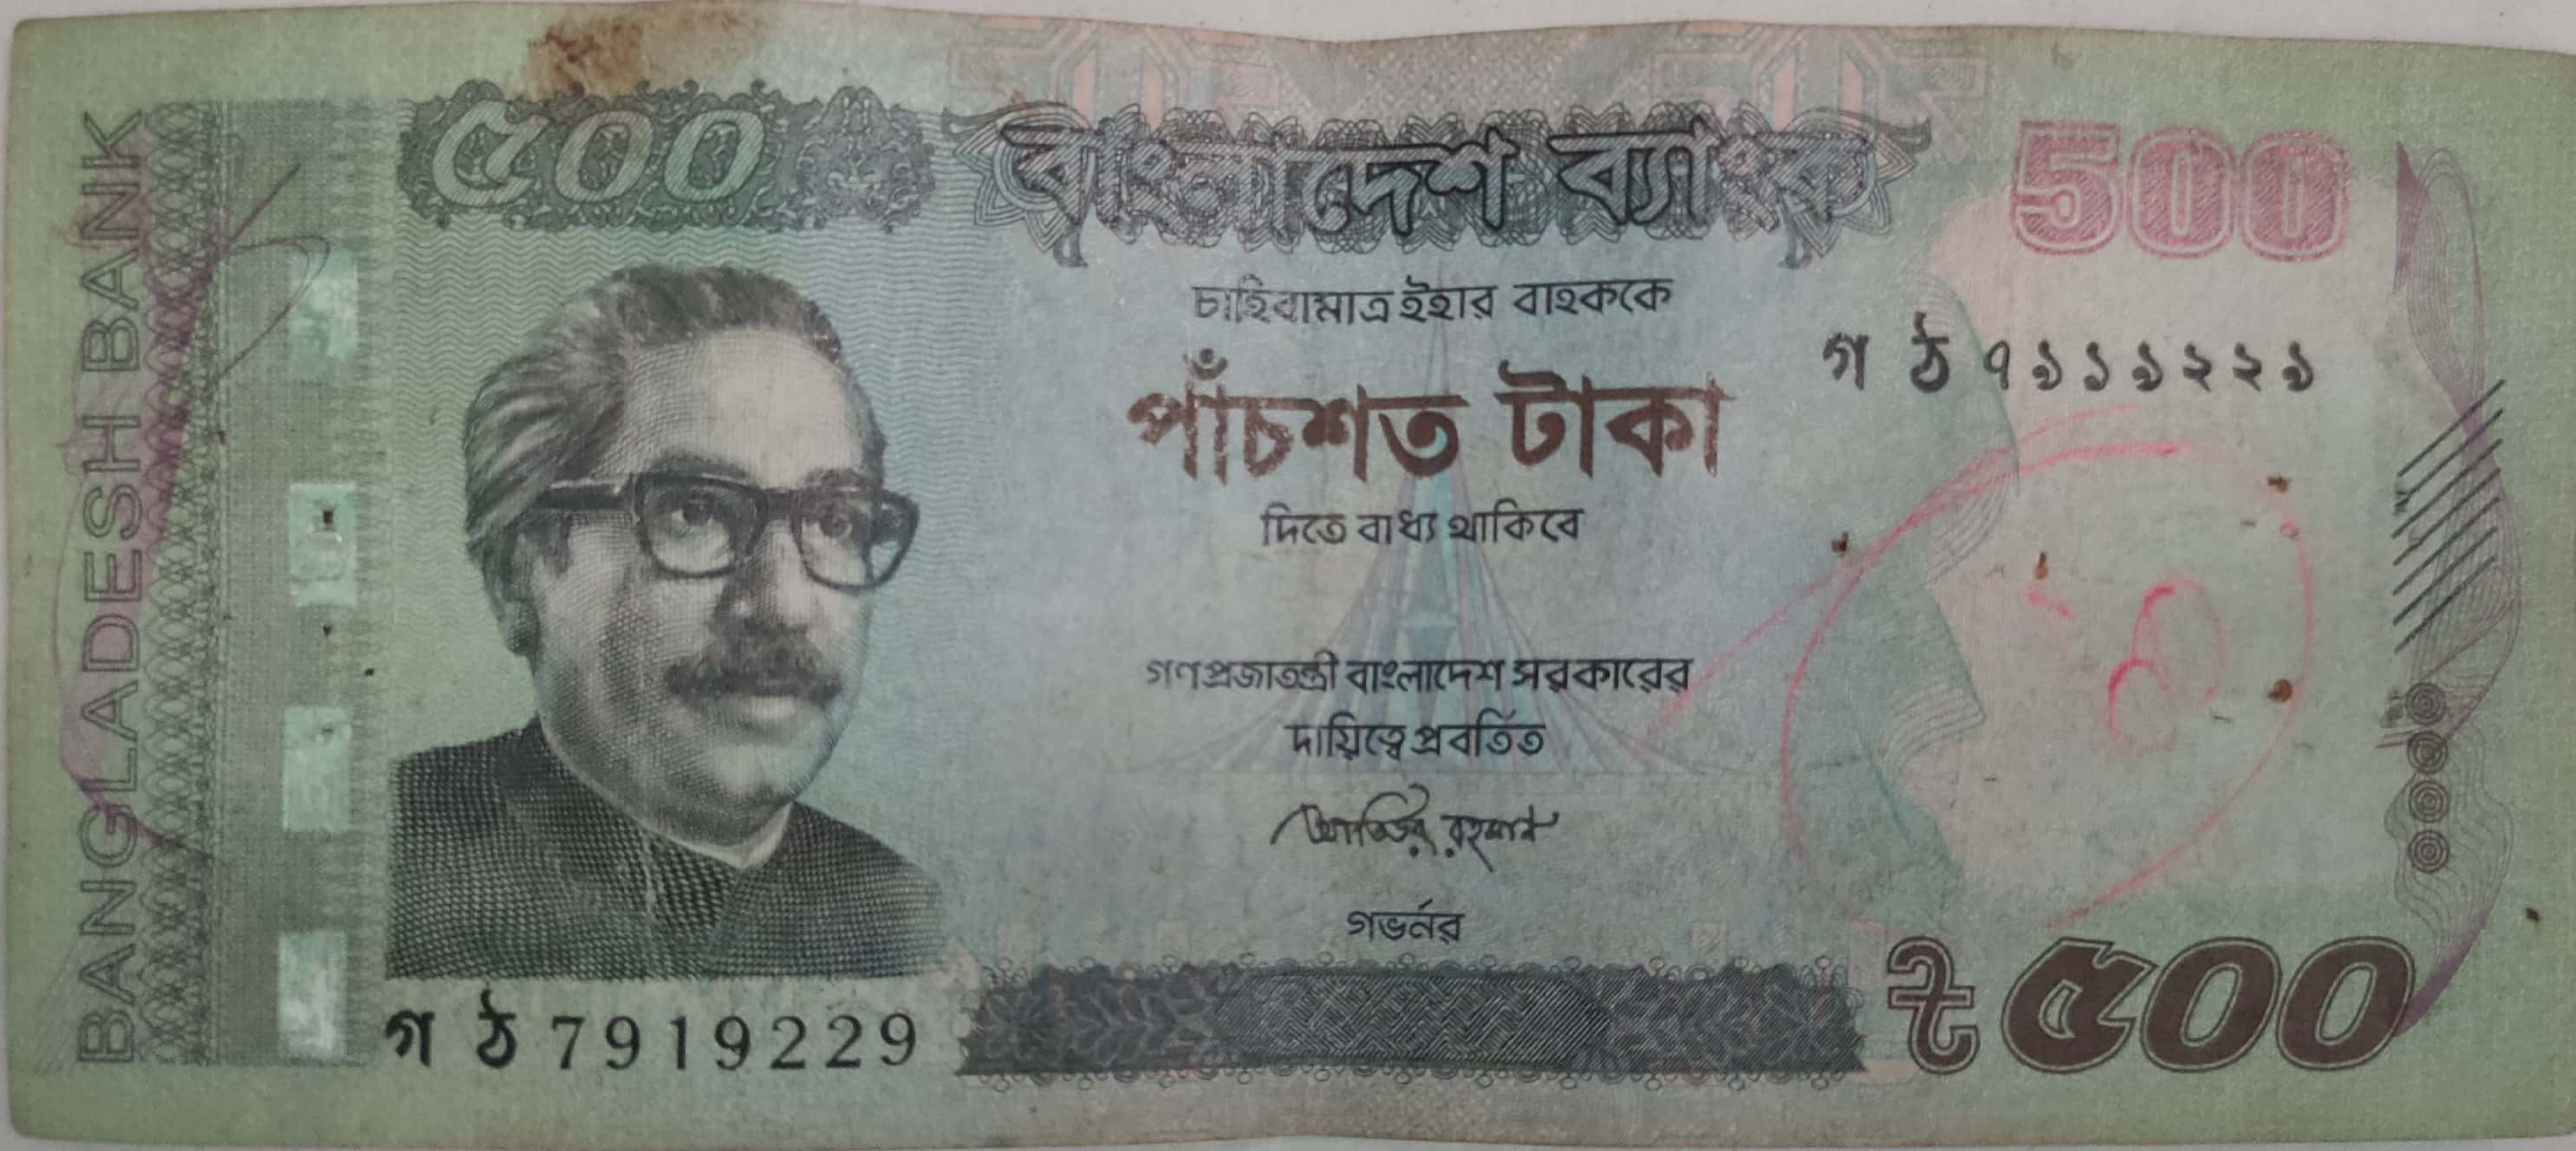 BANGLADESH BANK
৫০০
বাংলাদেশ ব্যাংক
500
চাহিবামাত্র ইহার বাহককে
গ ঠ ৭৯১৯২২৯
পাঁচশত টাকা
দিতে বাধ্য থাকিবে
গণপ্রজাতন্ত্রী বাংলাদেশ সরকারের
দায়িত্বে প্রবর্তিত
আতিউর রহমান
গভর্নর
গ ঠ 7919229
৳ ৫০০